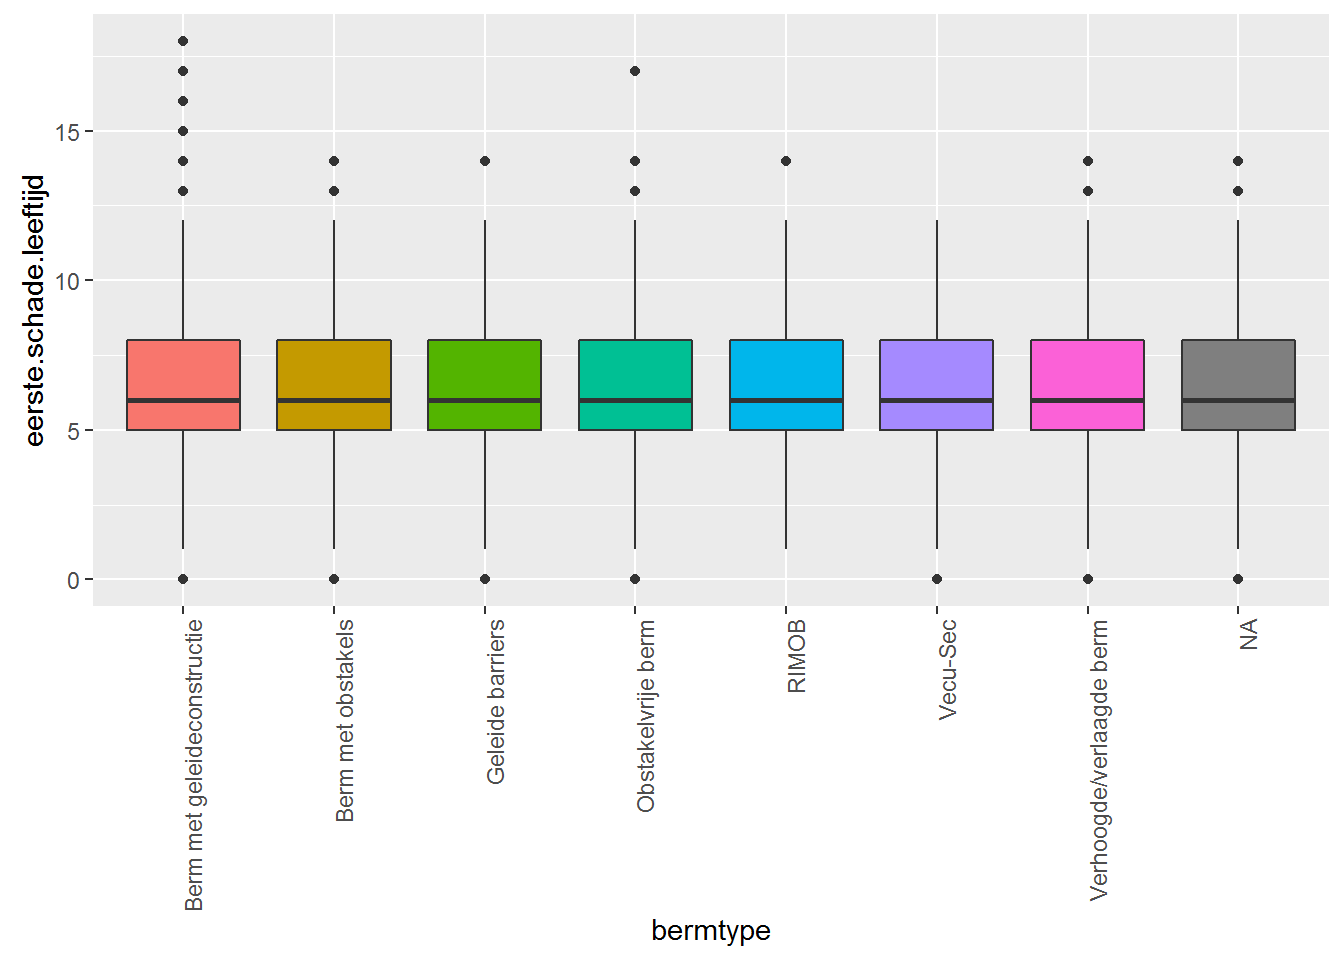 eerste.schade.leeftijd
15
10
5
0
Berm met geleideconstructie
Berm met obstakels
Geleide barriers
Obstakelvrije berm
RIMOB
Vecu-Sec
Verhoogde/verlaagde berm
NA
bermtype